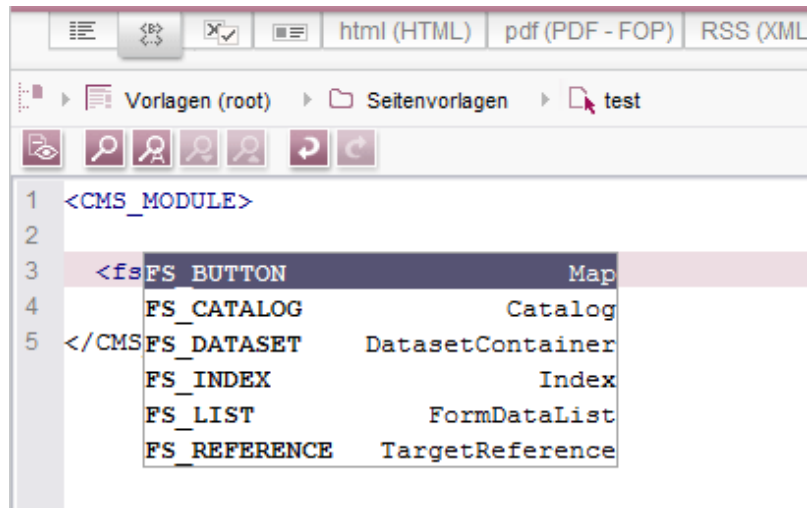 html (HTML) pdf (PDF - FOP) RSS (XML
Vorlagen (root) Seitenvorlagen test
1 <CMS_MODULE>
2
3 <fs FS_BUTTON Map
4 FS_CATALOG Catalog
5 </CMS FS_DATASET DatasetContainer
FS_INDEX Index
FS_LIST FormDataList
FS_REFERENCE TargetReference